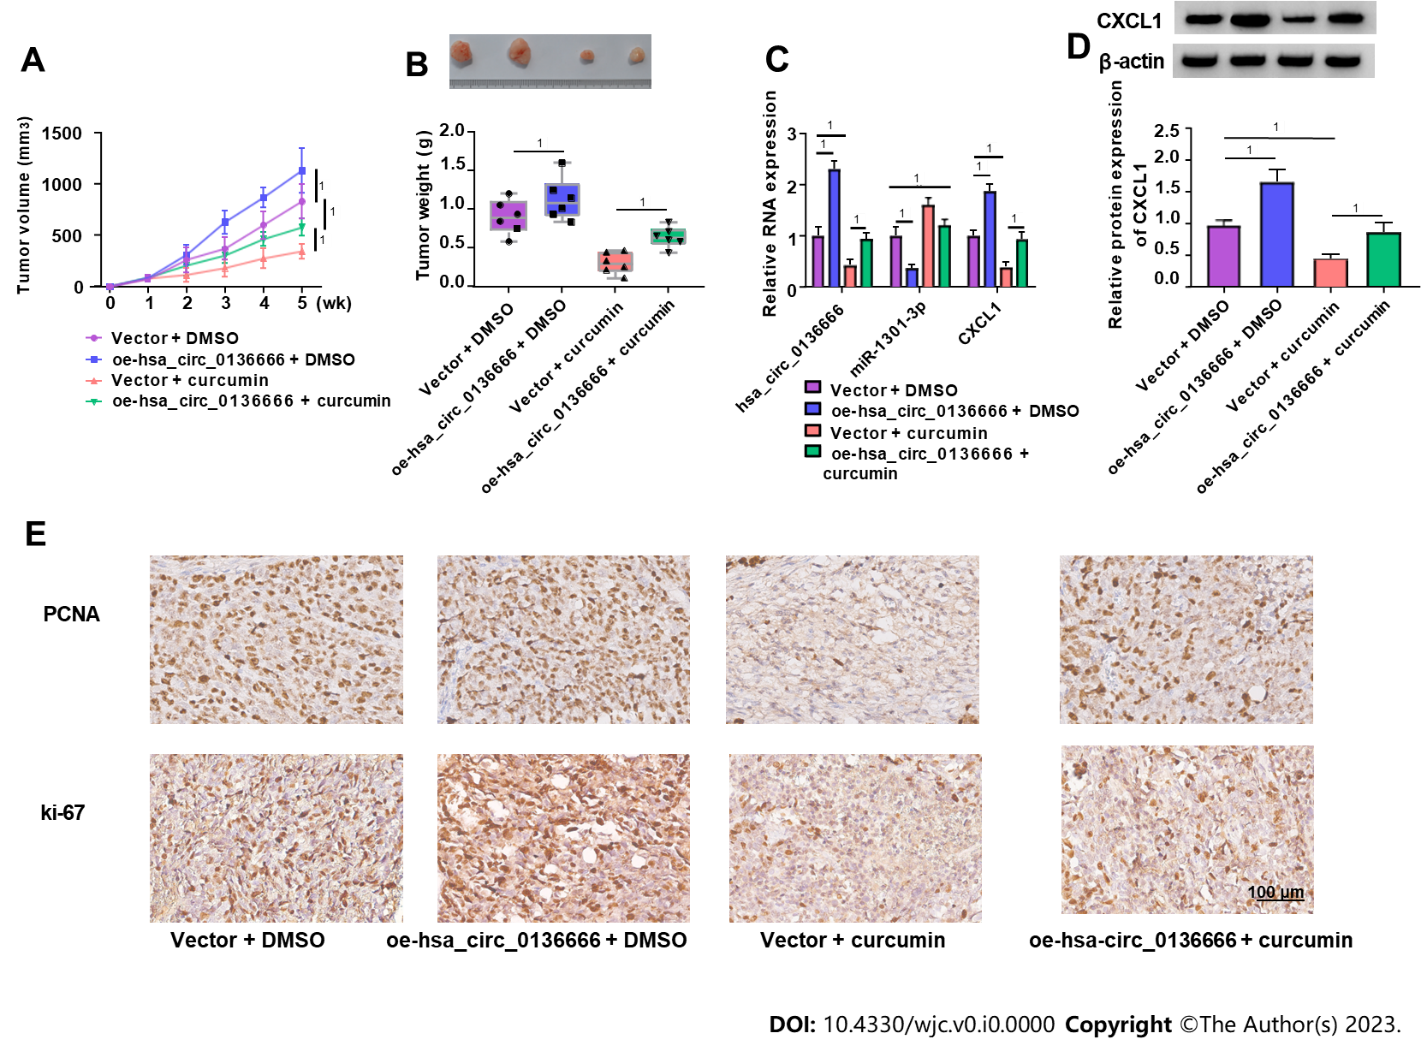 A
Tumor volume (mm3)
1500
1000
500
0
0 1 2 3 4 5 (wk)
1
1
1
Vector + DMSO
oe-hsa_circ_0136666 + DMSO
Vector + curcumin
oe-hsa_circ_0136666 + curcumin
B
Tumor weight (g)
2.0
1.5
1.0
0.5
0.0
1
1
Vector + DMSO
oe-hsa_circ_0136666 + DMSO
Vector + curcumin
oe-hsa_circ_0136666 + curcumin
C
Relative RNA expression
3
2
1
0
1
1
1
1
1
1
1
1
hsa_circ_0136666
miR-1301-3p
CXCL1
Vector + DMSO
oe-hsa_circ_0136666 + DMSO
Vector + curcumin
oe-hsa_circ_0136666 +
curcumin
D
CXCL1
β-actin
Relative protein expression
of CXCL1
2.5
2.0
1.5
1.0
0.5
0.0
1
1
1
Vector + DMSO
oe-hsa_circ_0136666 + DMSO
Vector + curcumin
oe-hsa_circ_0136666 + curcumin
E
PCNA
ki-67
100 μm
Vector + DMSO
oe-hsa_circ_0136666 + DMSO
Vector + curcumin
oe-hsa-circ_0136666 + curcumin
DOI: 10.4330/wjc.v0.i0.0000 Copyright ©The Author(s) 2023.